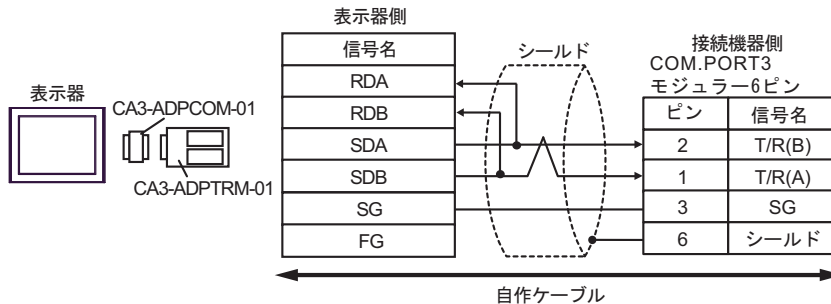 表示器
CA3-ADPCOM-01
CA3-ADPTRM-01
表示器側
信号名
RDA
RDB
SDA
SDB
SG
FG
シールド
接続機器側
COM.PORT3
モジュラー6ピン
ピン 信号名
2 T/R(B)
1 T/R(A)
3 SG
6 シールド
自作ケーブル